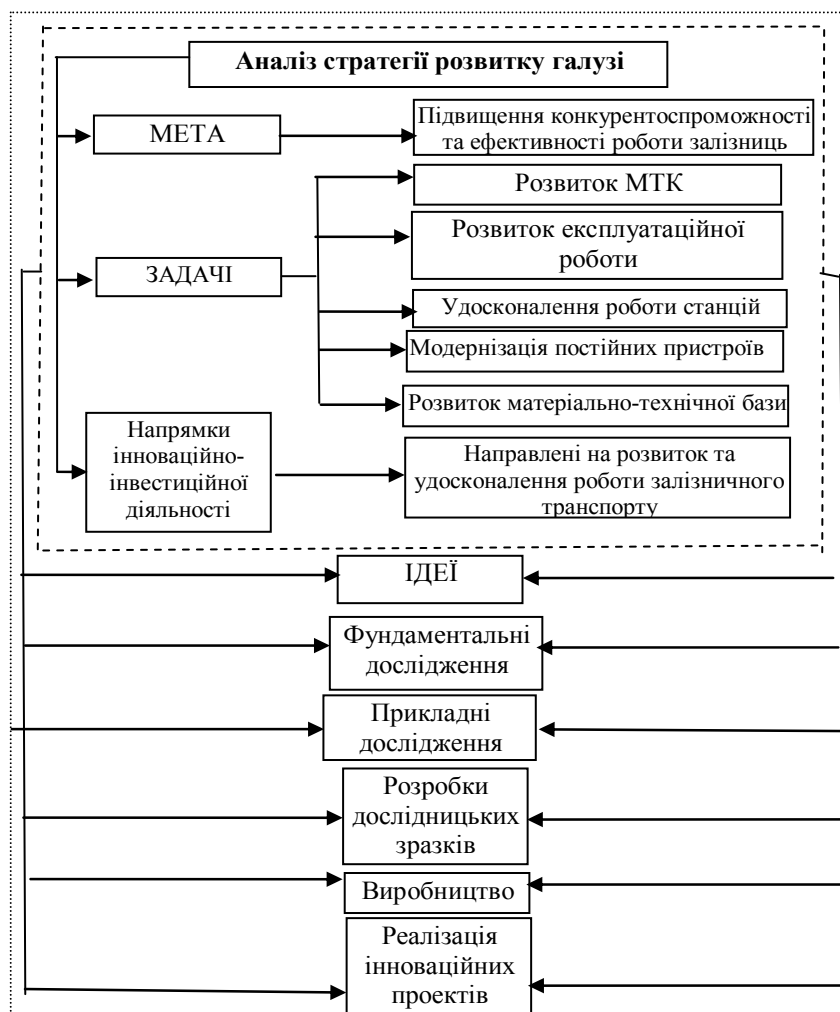 Аналіз стратегії розвитку галузі
МЕТА
Підвищення конкурентоспроможності
та ефективності роботи залізниць
ЗАДАЧІ
Розвиток МТК
Розвиток експлуатаційної
роботи
Удосконалення роботи станцій
Модернізація постійних пристроїв
Розвиток матеріально-технічної бази
Напрямки
інноваційно-
інвестиційної
діяльності
Направлені на розвиток та
удосконалення роботи залізничного
транспорту
ІДЕЇ
Фундаментальні
дослідження
Прикладні
дослідження
Розробки
дослідницьких
зразків
Виробництво
Реалізація
інноваційних
проектів